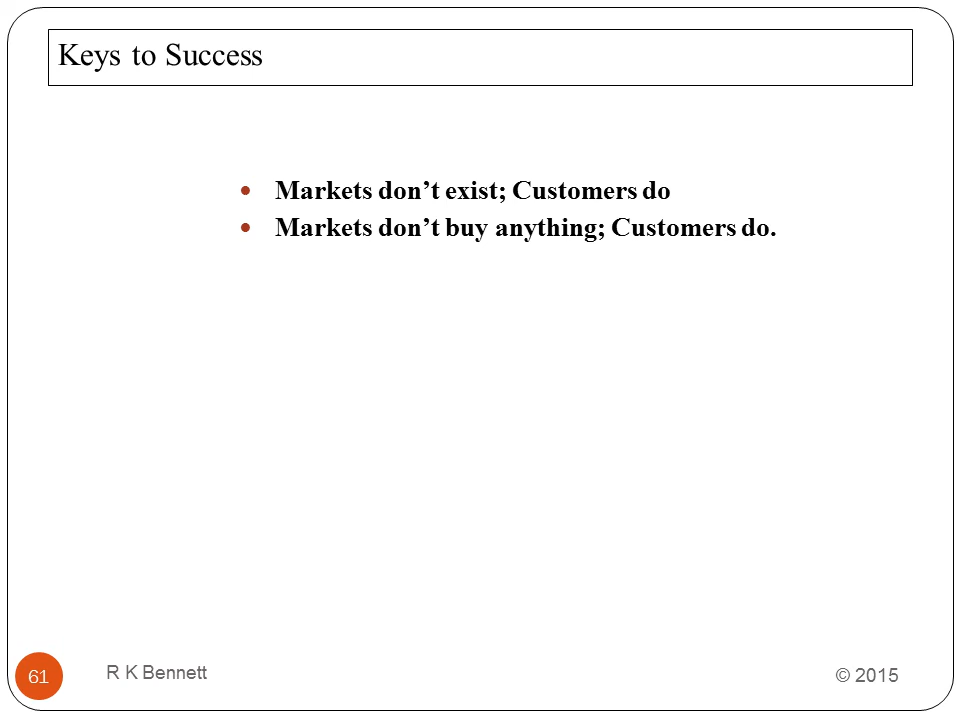 Keys to Success
Markets don’t exist; Customers do
Markets don’t buy anything; Customers do.
61
R K Bennett
© 2015